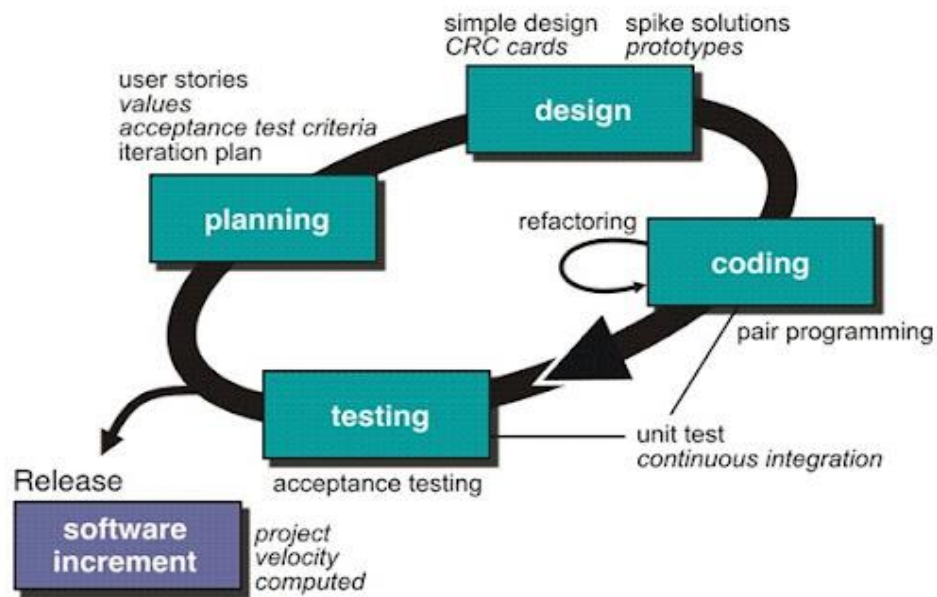 simple design
CRC cards
spike solutions
prototypes
design
user stories
values
acceptance test criteria
iteration plan
planning
refactoring
coding
pair programming
testing
unit test
continuous integration
acceptance testing
Release
software
increment
project
velocity
computed